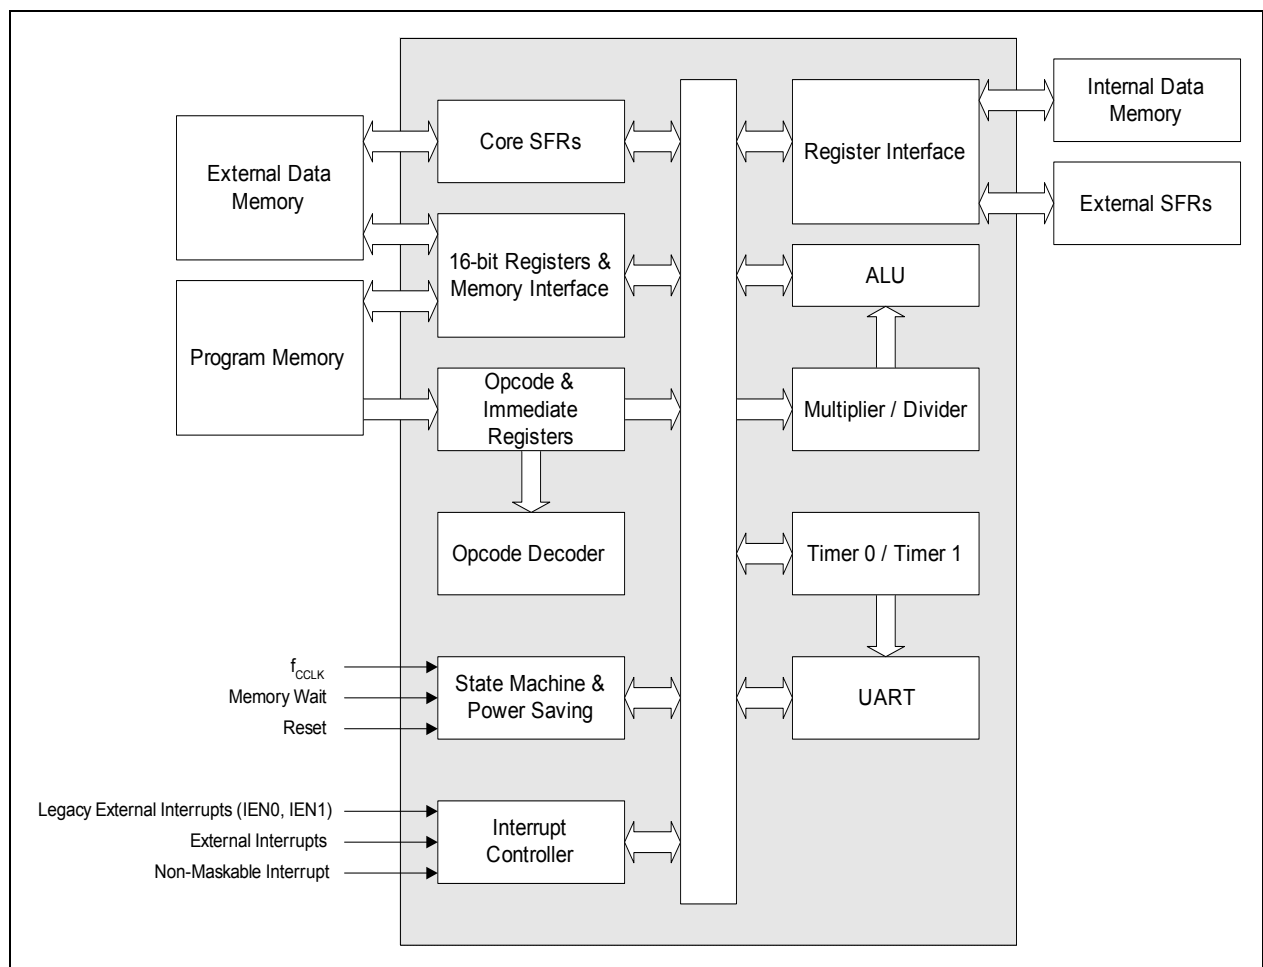 Internal Data
Memory
Core SFRs
Register Interface
External Data
Memory
External SFRs
16-bit Registers &
Memory Interface
ALU
Program Memory
Opcode &
Immediate
Registers
Multiplier / Divider
Opcode Decoder
Timer 0 / Timer 1
fCCLK
Memory Wait
Reset
State Machine &
Power Saving
UART
Legacy External Interrupts (IEN0, IEN1)
External Interrupts
Non-Maskable Interrupt
Interrupt
Controller